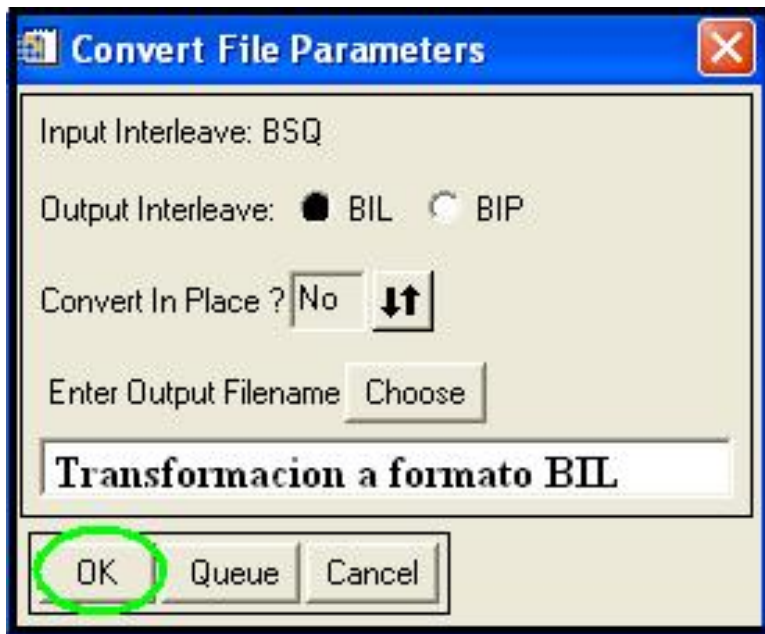 Convert File Parameters
Input Interleave: BSQ
Output Interleave: BIL BIP
Convert In Place ? No
Enter Output Filename Choose
Transformacion a formato BIL
OK Queue Cancel